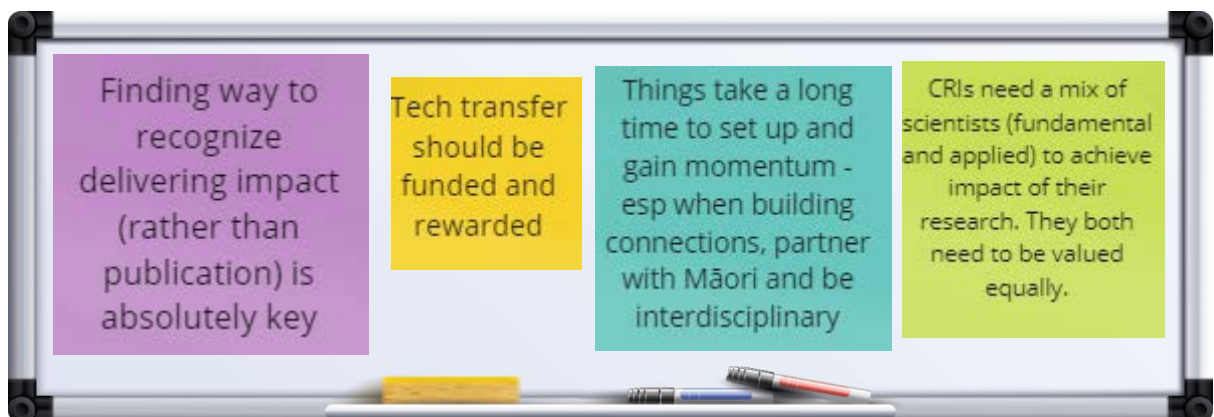 Finding way to
recognize
delivering impact
(rather than
publication) is
absolutely key
Tech transfer
should be
funded and
rewarded
Things take a long
time to set up and
gain momentum -
esp when building
connections, partner
with Māori and be
interdisciplinary
CRIs need a mix of
scientists (fundamental
and applied) to achieve
impact of their
research. They both
need to be valued
equally.